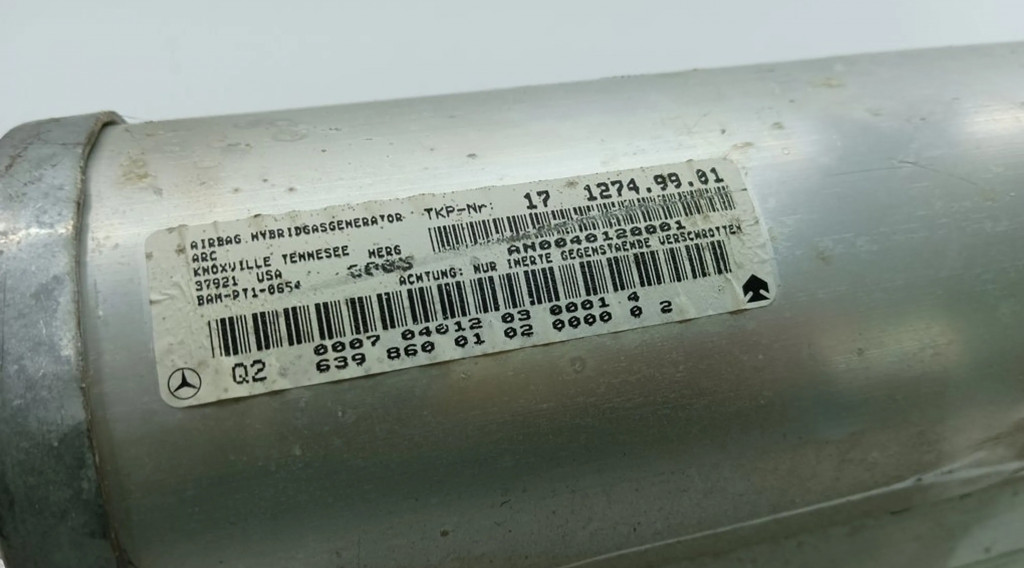 AIRBAG HYBRIDGASGENERATOR TKP-Nr: 17 1274.99.01
ARC
KNOXVILLE TENNESEE WERG
37921 USA AN0040120001
BAM-PT1-0654 ACHTUNG: NUR INERTE GEGENSTAENDE VERSCHROTTEN
0007 04012 03 0001 4
Q2 639 860 01 02 0000 0 2